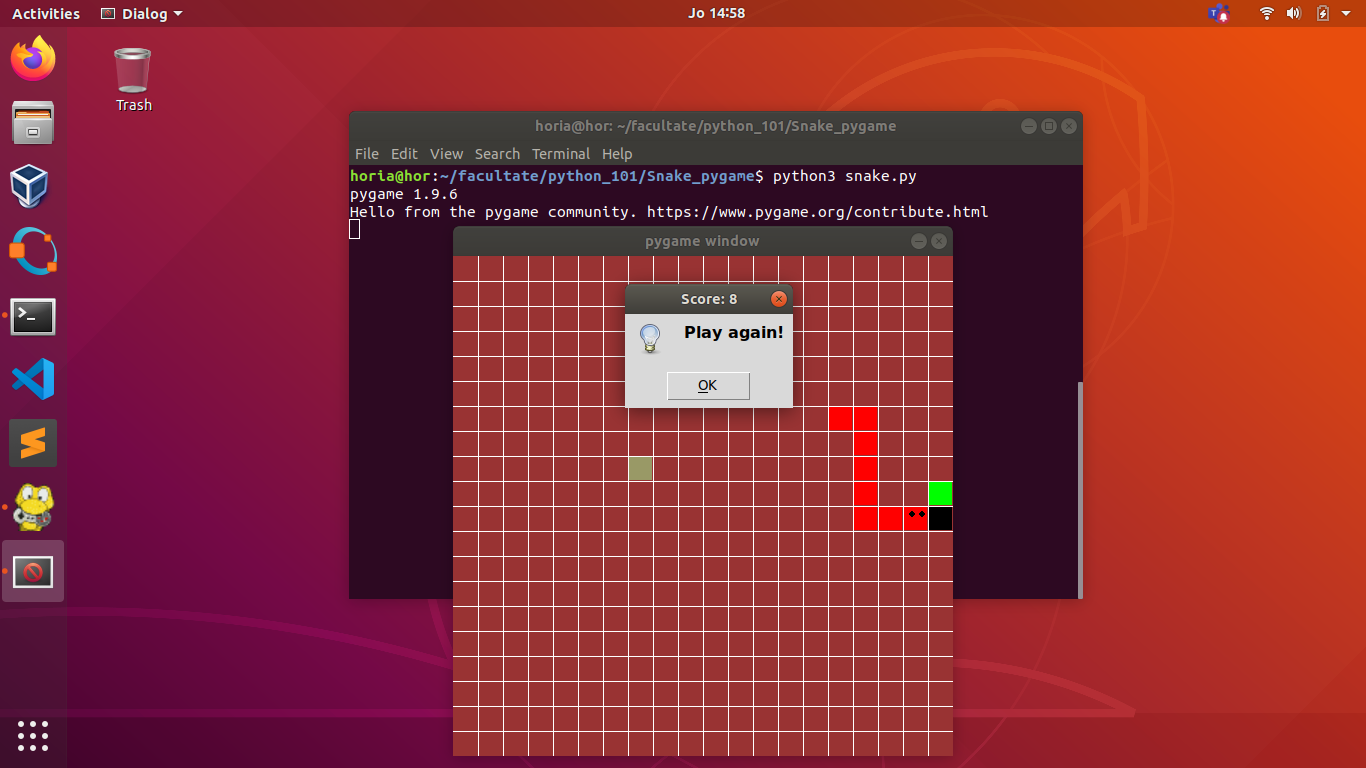 Activities Dialog Jo 14:58
Trash
horia@hor: ~/facultate/python_101/Snake_pygame
File Edit View Search Terminal Help
horia@hor:~/facultate/python_101/Snake_pygame$ python3 snake.py
pygame 1.9.6
Hello from the pygame community. https://www.pygame.org/contribute.html
pygame window
Score: 8
Play again!
OK